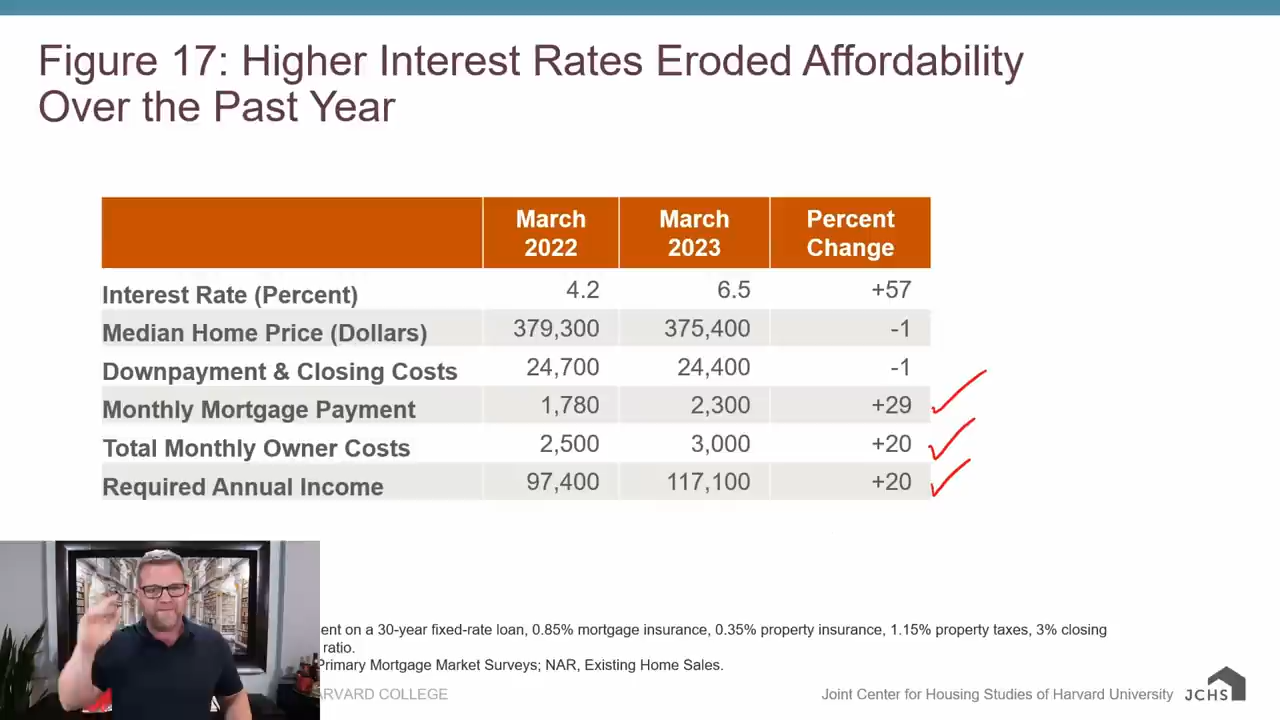 Figure 17: Higher Interest Rates Eroded Affordability
Over the Past Year
March 2022 March 2023 Percent Change
Interest Rate (Percent) 4.2 6.5 +57
Median Home Price (Dollars) 379,300 375,400 -1
Downpayment & Closing Costs 24,700 24,400 -1
Monthly Mortgage Payment 1,780 2,300 +29
Total Monthly Owner Costs 2,500 3,000 +20
Required Annual Income 97,400 117,100 +20
on a 30-year fixed-rate loan, 0.85% mortgage insurance, 0.35% property insurance, 1.15% property taxes, 3% closing
ratio.
Primary Mortgage Market Surveys; NAR, Existing Home Sales.
COLLEGE
Joint Center for Housing Studies of Harvard University JCHS